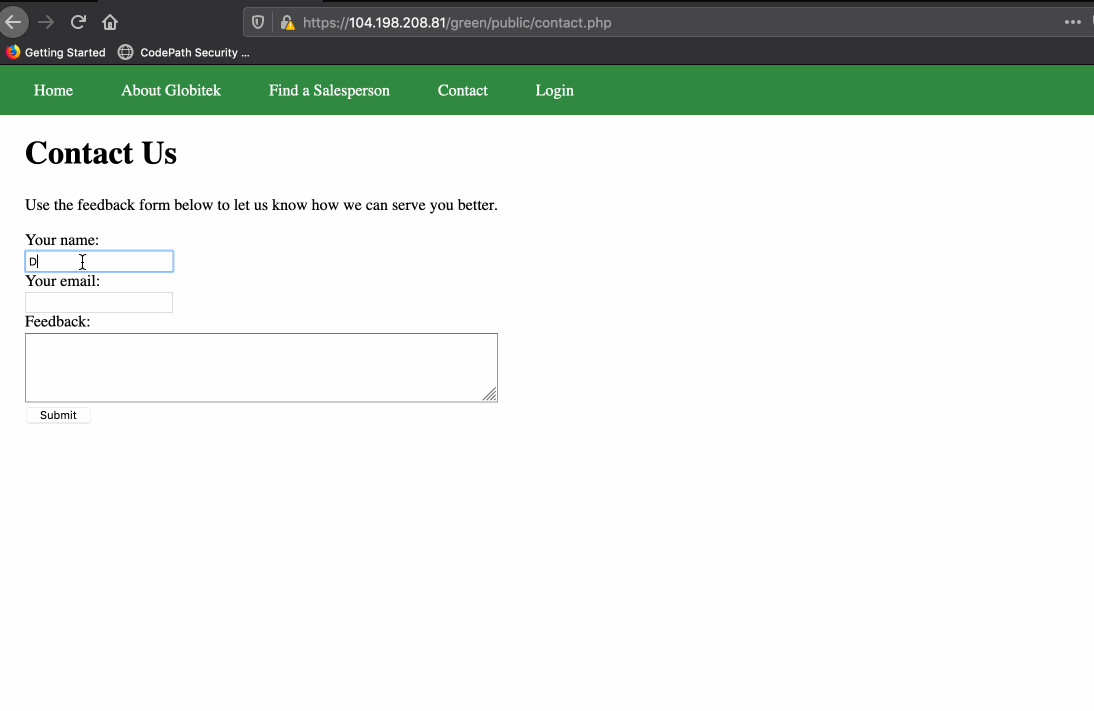 https://104.198.208.81/green/public/contact.php
Getting Started CodePath Security ...
Home About Globitek Find a Salesperson Contact Login
Contact Us
Use the feedback form below to let us know how we can serve you better.
Your name:
D
Your email:
Feedback:
Submit